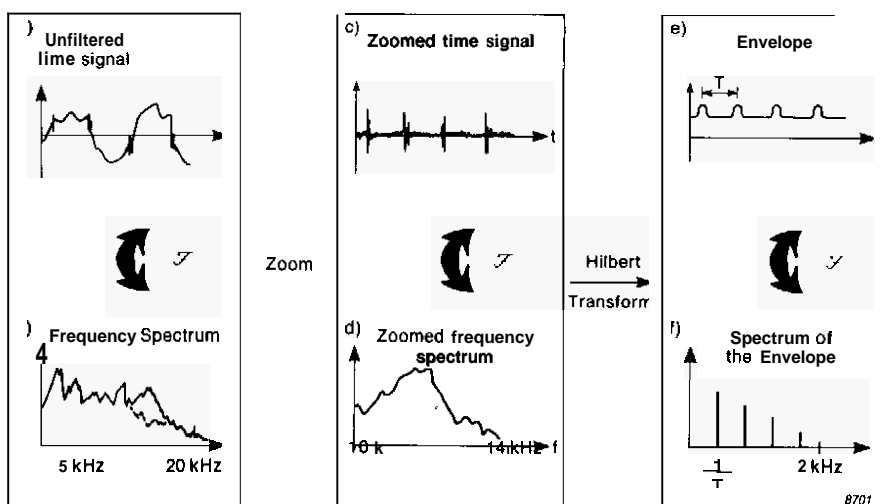 )
Unfiltered
lime signal
c)
Zoomed time signal
t
e)
Envelope
T
ℱ
Zoom
ℱ
Hilbert
Transform
)
Frequency Spectrum
4
5 kHz
20 kHz
d)
Zoomed frequency
spectrum
f
f)
Spectrum of
the Envelope
1
T
2 kHz
8701